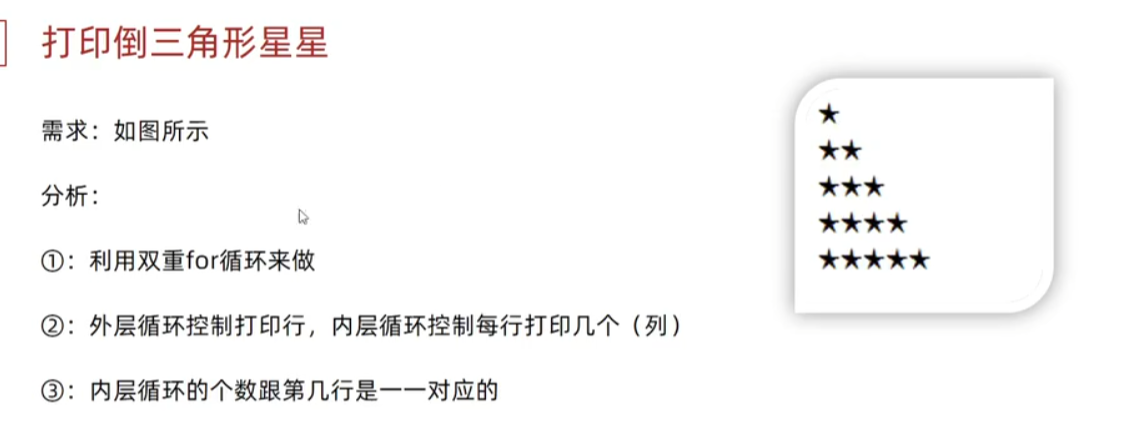 打印倒三角形星星
需求：如图所示
分析：
①：利用双重for循环来做
②：外层循环控制打印行，内层循环控制每行打印几个（列）
③：内层循环的个数跟第几行是一一对应的
★
★★
★★★
★★★★
★★★★★